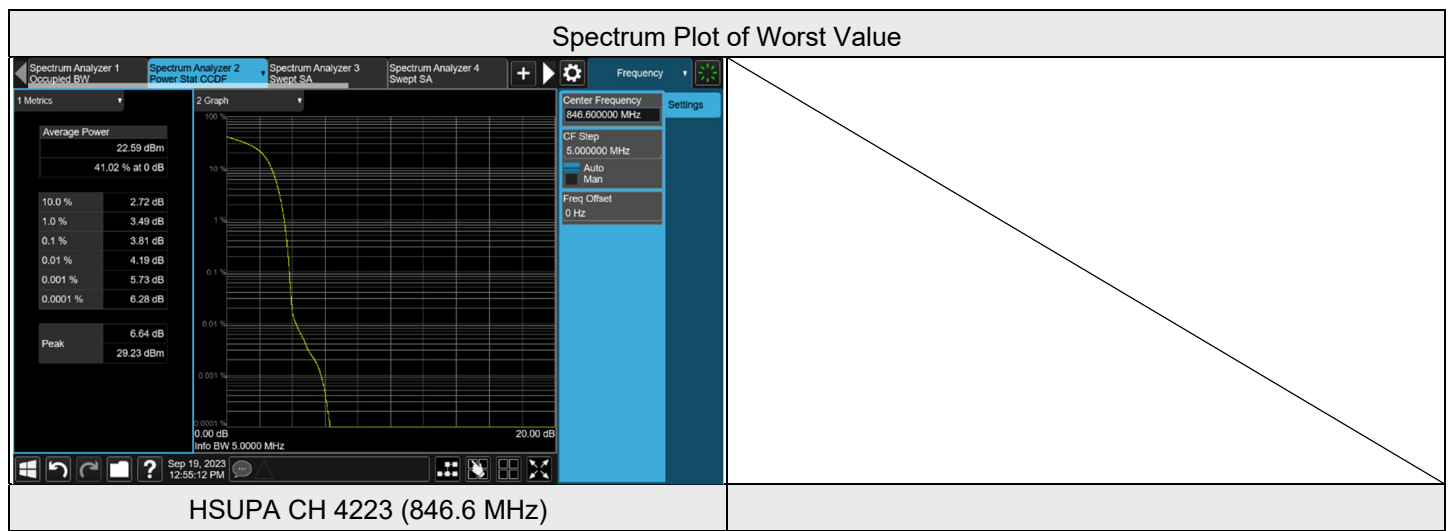 Spectrum Plot of Worst Value
Spectrum Analyzer 1
Occupied BW
Spectrum Analyzer 2
Power Stat CCDF
Spectrum Analyzer 3
Swept SA
Spectrum Analyzer 4
Swept SA
Frequency
1 Metrics
Average Power
22.59 dBm
41.02 % at 0 dB
10.0 % 2.72 dB
1.0 % 3.49 dB
0.1 % 3.81 dB
0.01 % 4.19 dB
0.001 % 5.73 dB
0.0001 % 6.28 dB
Peak
6.64 dB
29.23 dBm
2 Graph
100 %
10 %
1 %
0.1 %
0.01 %
0.001 %
0.0001 %
0.00 dB 20.00 dB
Info BW 5.0000 MHz
Center Frequency
846.600000 MHz
CF Step
5.000000 MHz
Auto
Man
Freq Offset
0 Hz
Settings
?
Sep 19, 2023
12:55:12 PM
HSUPA CH 4223 (846.6 MHz)